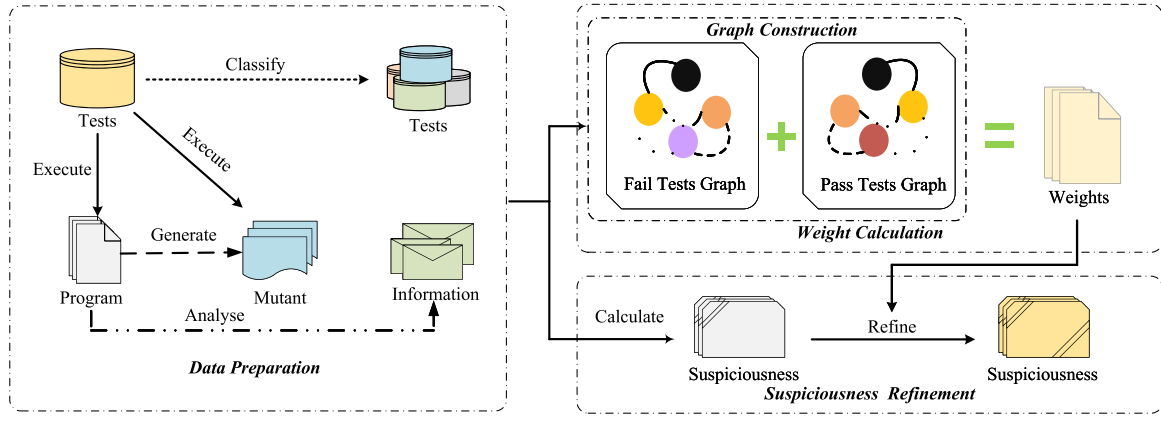 Classify
Tests
Tests
Execute
Execute
Generate
Program
Mutant
Information
Analyse
Data Preparation
Graph Construction
Fail Tests Graph
Pass Tests Graph
Weights
Weight Calculation
Calculate
Refine
Suspiciousness
Suspiciousness
Suspiciousness Refinement